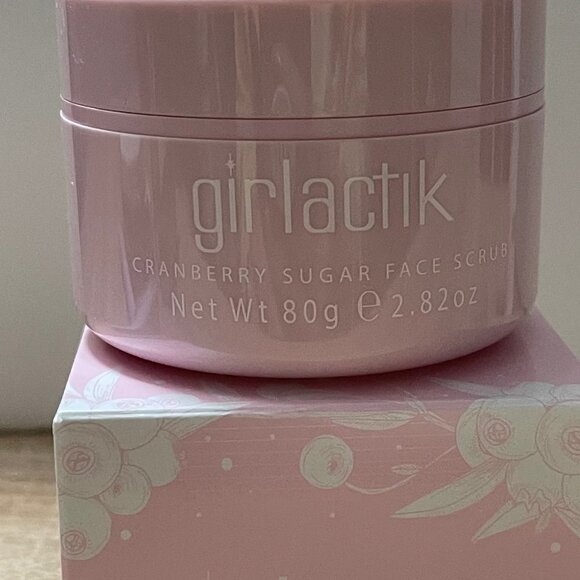 girlactik
CRANBERRY SUGAR FACE SCRUB
Net Wt 80g ℮ 2.82oz